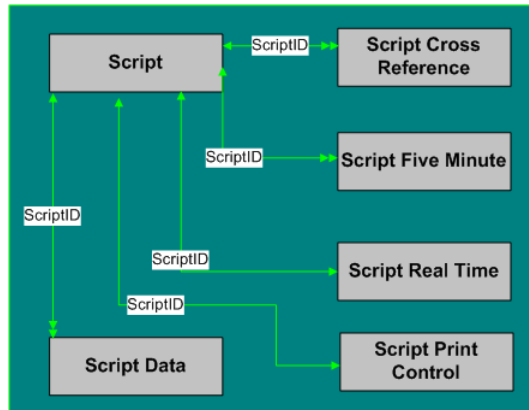 Script
ScriptID
Script Cross
Reference
ScriptID
Script Five Minute
ScriptID
ScriptID
Script Real Time
ScriptID
Script Data
Script Print
Control